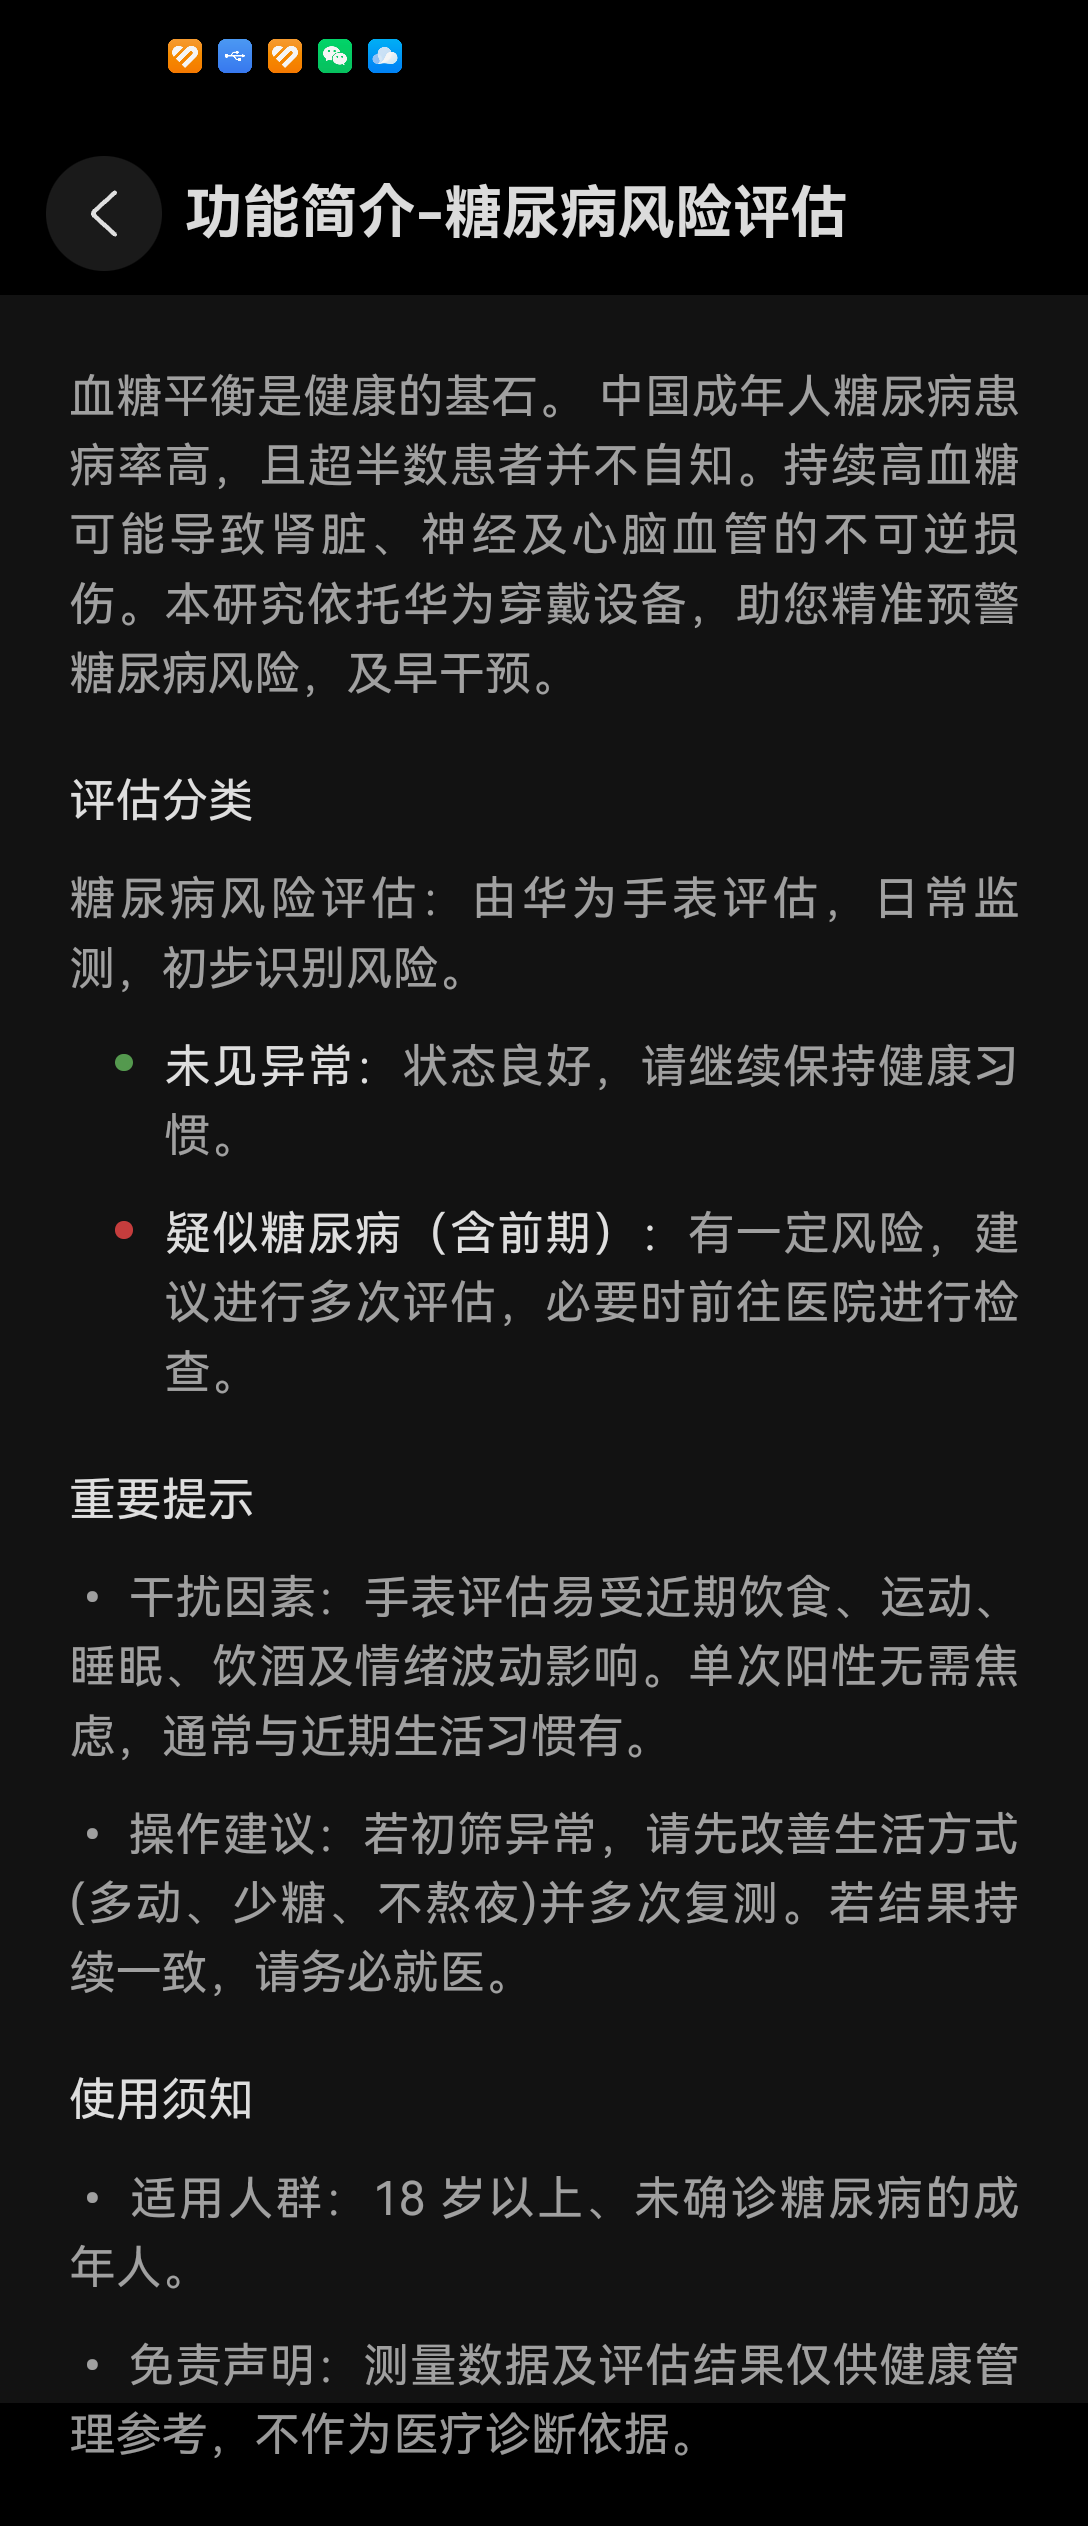 功能简介-糖尿病风险评估
血糖平衡是健康的基石。 中国成年人糖尿病患
病率高，且超半数患者并不自知。持续高血糖
可能导致肾脏、神经及心脑血管的不可逆损
伤。本研究依托华为穿戴设备，助您精准预警
糖尿病风险，及早干预。
评估分类
糖尿病风险评估：由华为手表评估，日常监
测，初步识别风险。
未见异常：状态良好，请继续保持健康习
惯。
疑似糖尿病（含前期）：有一定风险，建
议进行多次评估，必要时前往医院进行检
查。
重要提示
• 干扰因素：手表评估易受近期饮食、运动、
睡眠、饮酒及情绪波动影响。单次阳性无需焦
虑，通常与近期生活习惯有。
• 操作建议：若初筛异常，请先改善生活方式
(多动、少糖、不熬夜)并多次复测。若结果持
续一致，请务必就医。
使用须知
• 适用人群：18 岁以上、未确诊糖尿病的成
年人。
• 免责声明：测量数据及评估结果仅供健康管
理参考，不作为医疗诊断依据。